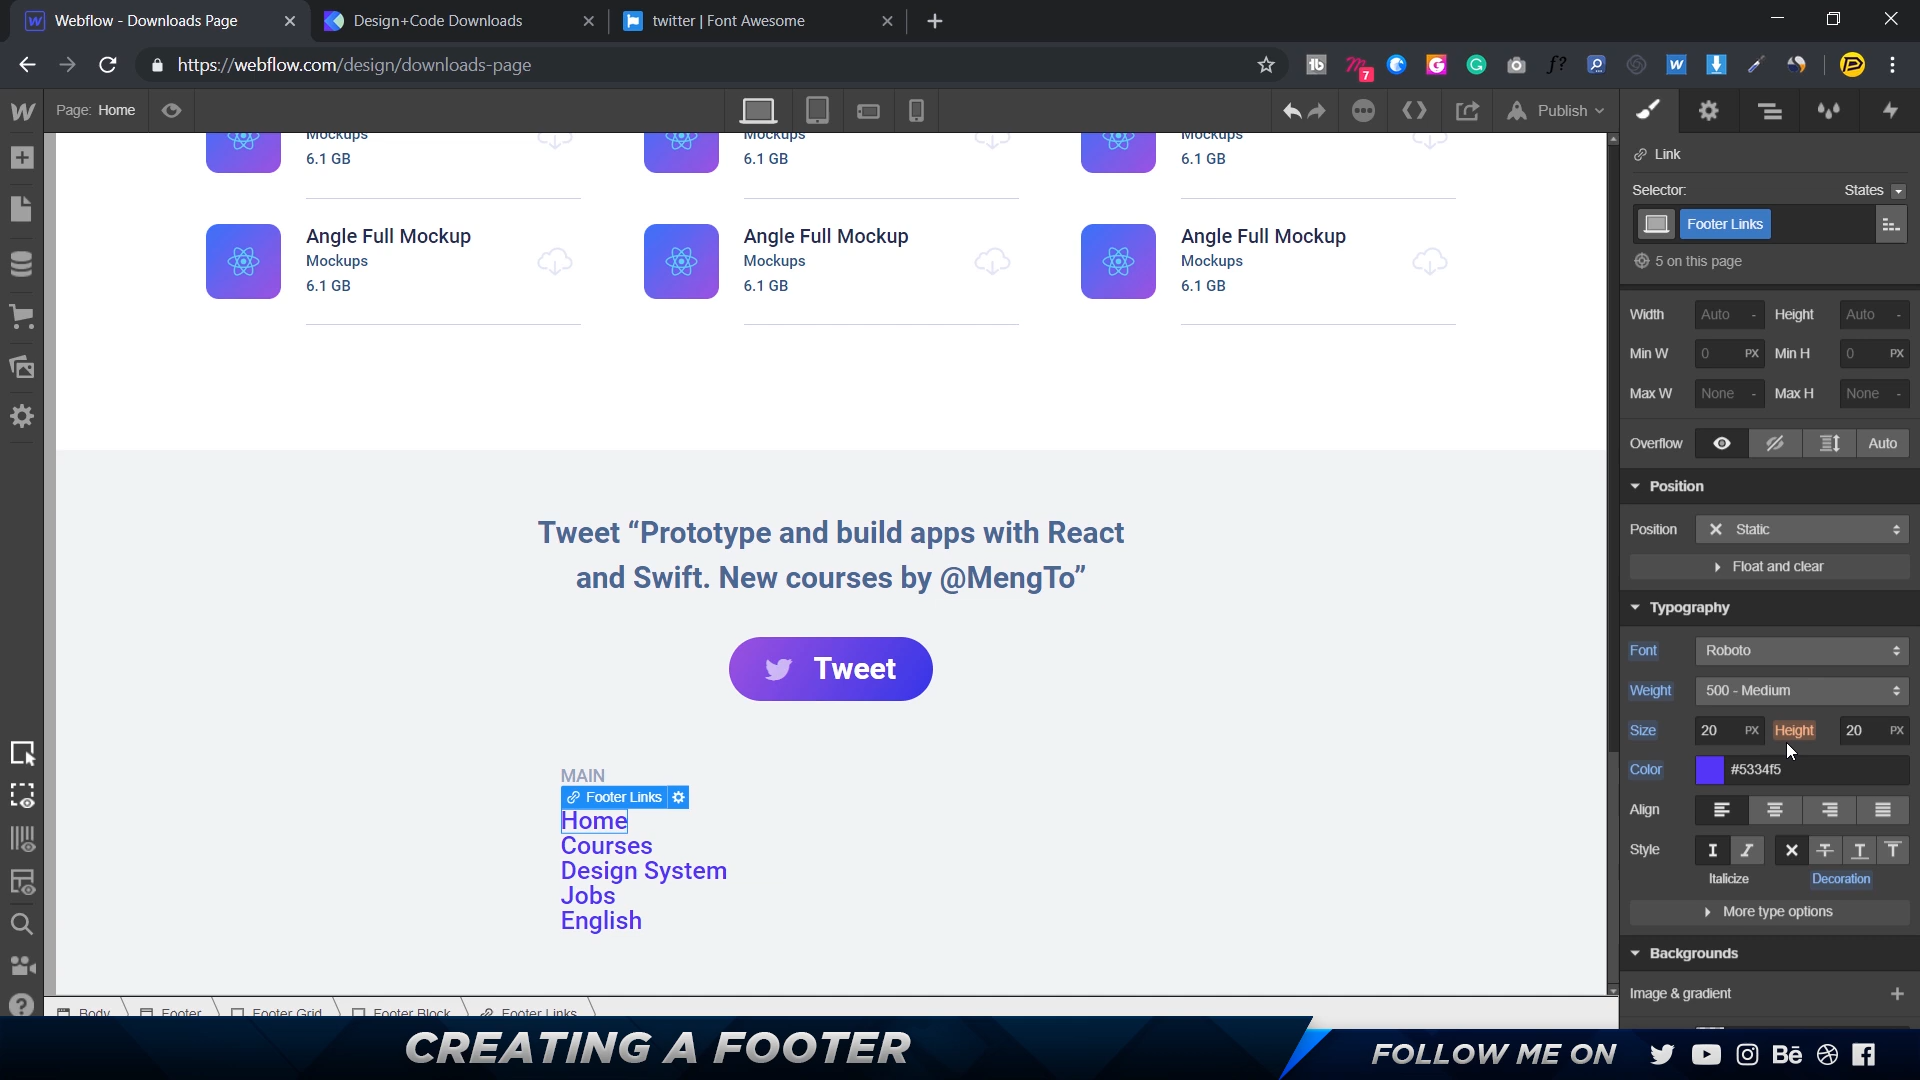 Webflow - Downloads Page
Design+Code Downloads
twitter | Font Awesome
https://webflow.com/design/downloads-page
7
Page: Home
Publish
Link
Selector:
States
Footer Links
5 on this page
Width
Auto
-
Height
Auto
-
Min W
0
PX
Min H
0
PX
Max W
None
-
Max H
None
-
Overflow
Auto
Position
Position
Static
Float and clear
Typography
Font
Roboto
Weight
500 - Medium
Size
20
PX
Height
20
PX
Color
#5334f5
Align
Style
Italicize
Decoration
More type options
Backgrounds
Image & gradient
Mockups
6.1 GB
Mockups
6.1 GB
Mockups
6.1 GB
Angle Full Mockup
Mockups
6.1 GB
Angle Full Mockup
Mockups
6.1 GB
Angle Full Mockup
Mockups
6.1 GB
Tweet “Prototype and build apps with React
and Swift. New courses by @MengTo”
Tweet
MAIN
Footer Links
Home
Courses
Design System
Jobs
English
Body
Footer
Footer Grid
Footer Block
Footer Links
CREATING A FOOTER
FOLLOW ME ON